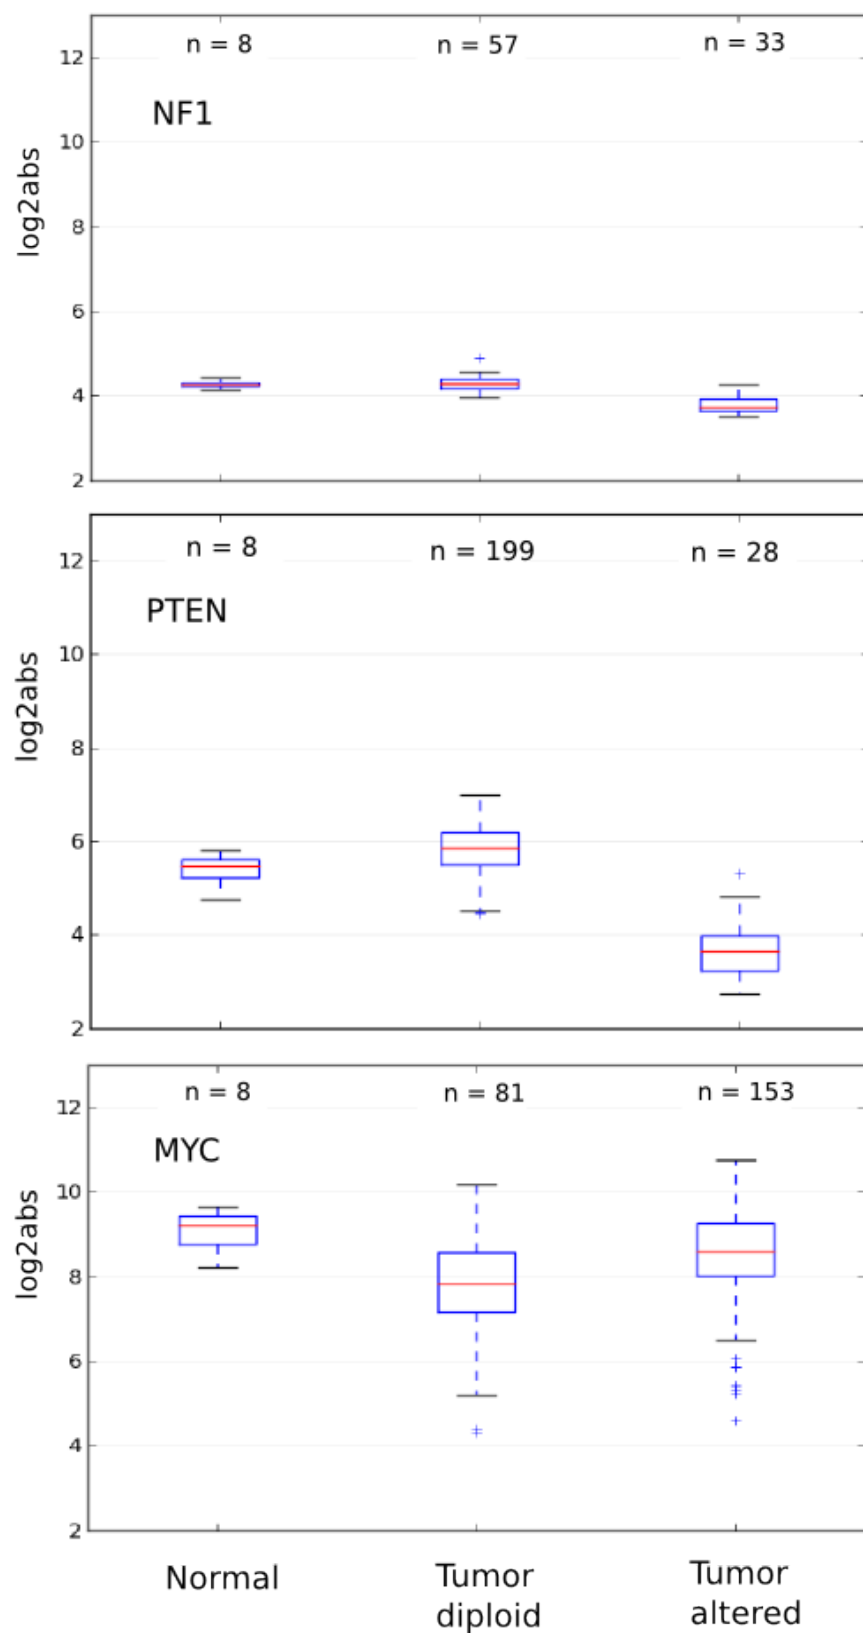 n = 8 n = 57 n = 33
12
NF1
10
log2abs
8
6
4
2
n = 8 n = 199 n = 28
12
PTEN
10
log2abs
8
6
4
2
n = 8 n = 81 n = 153
12
MYC
10
log2abs
8
6
4
2
Normal Tumor diploid Tumor altered